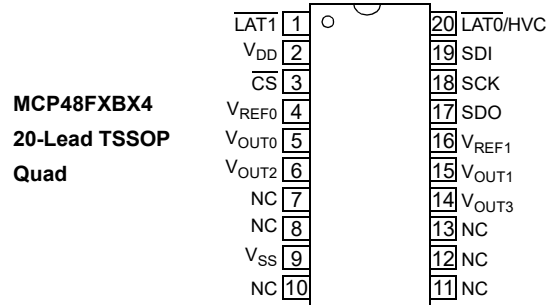 MCP48FXBX4
20-Lead TSSOP
Quad
LAT1 1
VDD 2
CS 3
VREF0 4
VOUT0 5
VOUT2 6
NC 7
NC 8
VSS 9
NC 10
20 LAT0/HVC
19 SDI
18 SCK
17 SDO
16 VREF1
15 VOUT1
14 VOUT3
13 NC
12 NC
11 NC